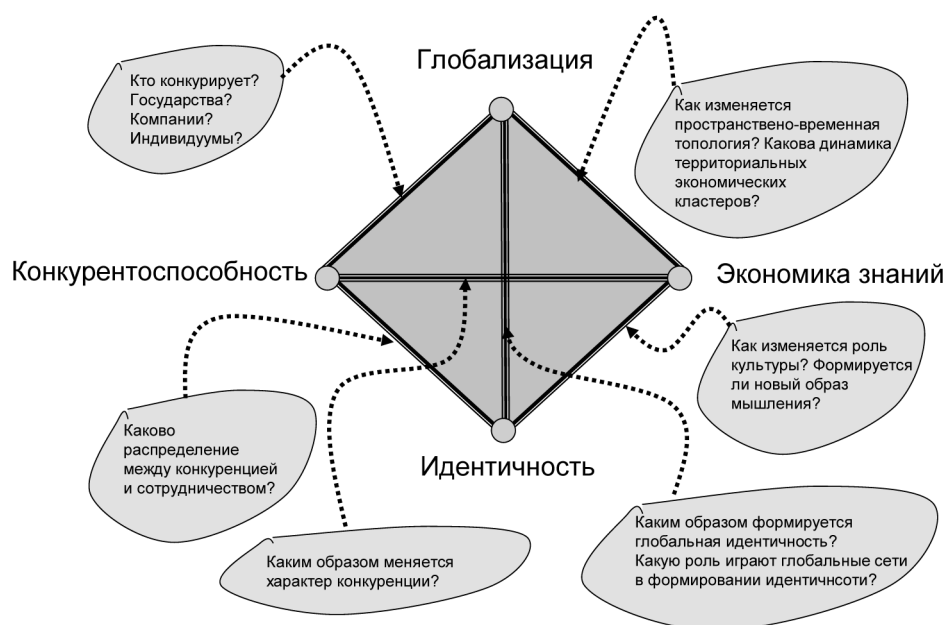 Глобализация
Кто конкурирует?
Государства?
Компании?
Индивидуумы?
Как изменяется
пространствено-временная
топология? Какова динамика
территориальных
экономических
кластеров?
Конкурентоспособность
Экономика знаний
Как изменяется роль
культуры? Формируется
ли новый образ
мышления?
Каково
распределение
между конкуренцией
и сотрудничеством?
Идентичность
Каким образом меняется
характер конкуренции?
Каким образом формируется
глобальная идентичность?
Какую роль играют глобальные сети
в формировании идентичнсоти?